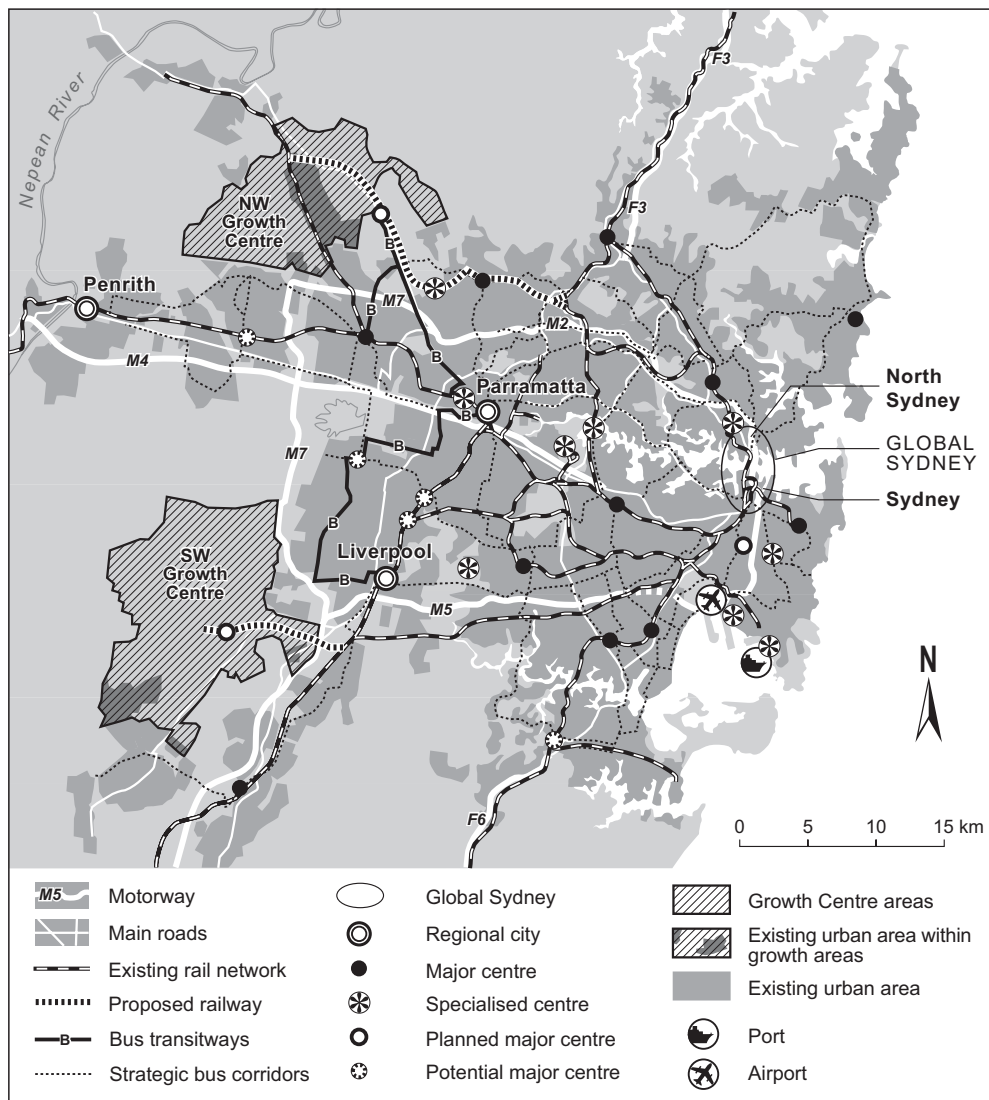 F3
Nepean River
F3
NW
Growth
Centre
B
Penrith
B
M7
M2
M4
B
Parramatta
North
Sydney
GLOBAL
SYDNEY
Sydney
B
B
M7
B
Liverpool
B
SW
Growth
Centre
M5
N
F6
0 5 10 15 km
M5 Motorway
Main roads
Existing rail network
Proposed railway
B Bus transitways
Strategic bus corridors
Global Sydney
Regional city
Major centre
Specialised centre
Planned major centre
Potential major centre
Growth Centre areas
Existing urban area within
growth areas
Existing urban area
Port
Airport